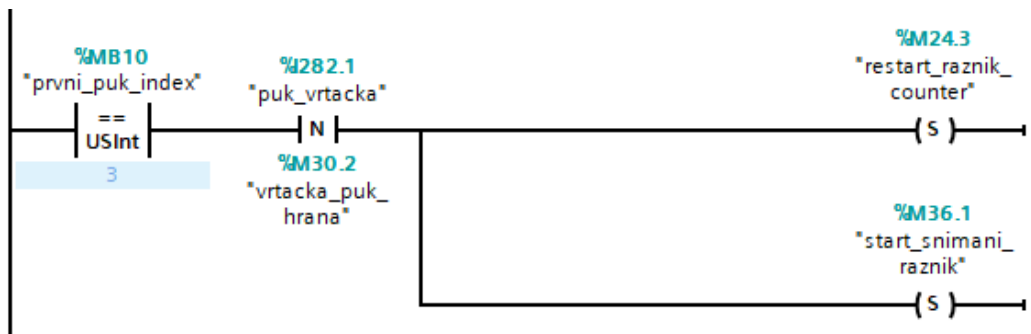 %MB10
"prvni_puk_index"
==
USInt
3
%I282.1
"puk_vrtacka"
N
%M30.2
"vrtacka_puk_
hrana"
%M24.3
"restart_raznik_
counter"
( S )
%M36.1
"start_snimani_
raznik"
( S )